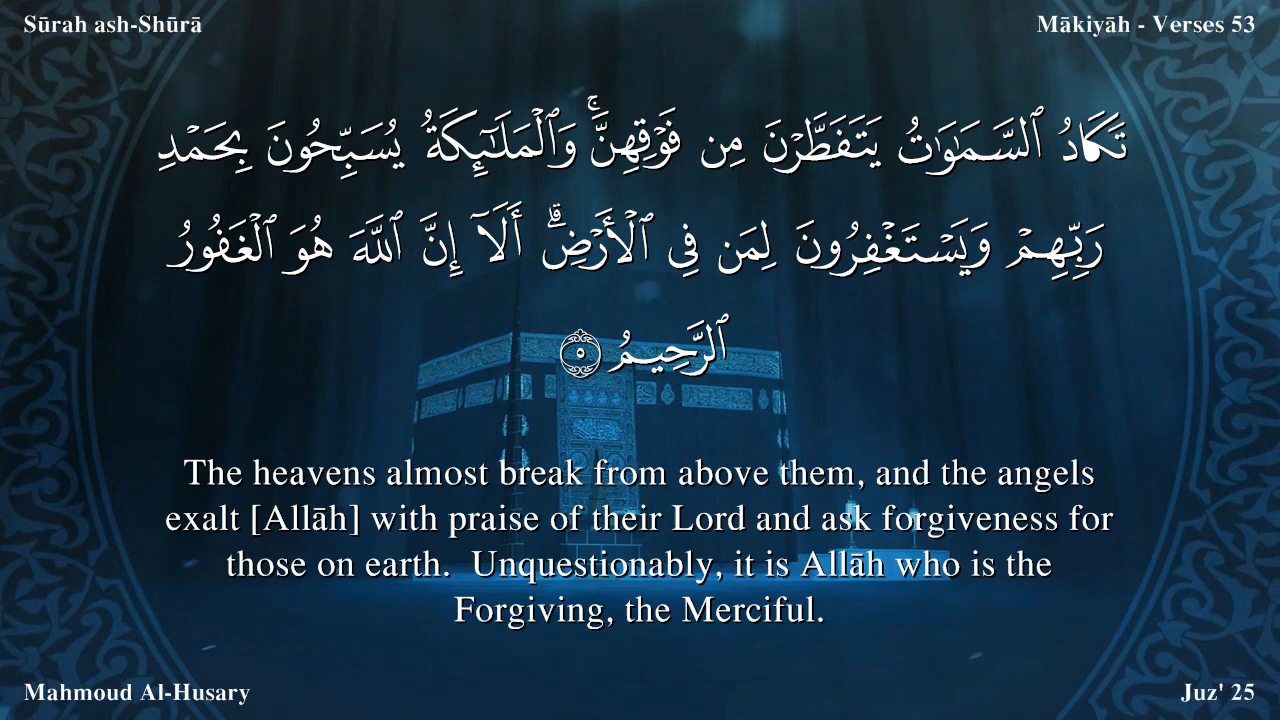 Sūrah ash-Shūrā
Mākiyāh - Verses 53
تَكَادُ ٱلسَّمَـٰوَٰتُ يَتَفَطَّرْنَ مِن فَوْقِهِنَّ ۚ وَٱلْمَلَـٰٓئِكَةُ يُسَبِّحُونَ بِحَمْدِ
رَبِّهِمْ وَيَسْتَغْفِرُونَ لِمَن فِى ٱلْأَرْضِ ۗ أَلَآ إِنَّ ٱللَّهَ هُوَ ٱلْغَفُورُ
ٱلرَّحِيمُ ٥
The heavens almost break from above them, and the angels
exalt [Allāh] with praise of their Lord and ask forgiveness for
those on earth.  Unquestionably, it is Allāh who is the
Forgiving, the Merciful.
Mahmoud Al-Husary
Juz' 25